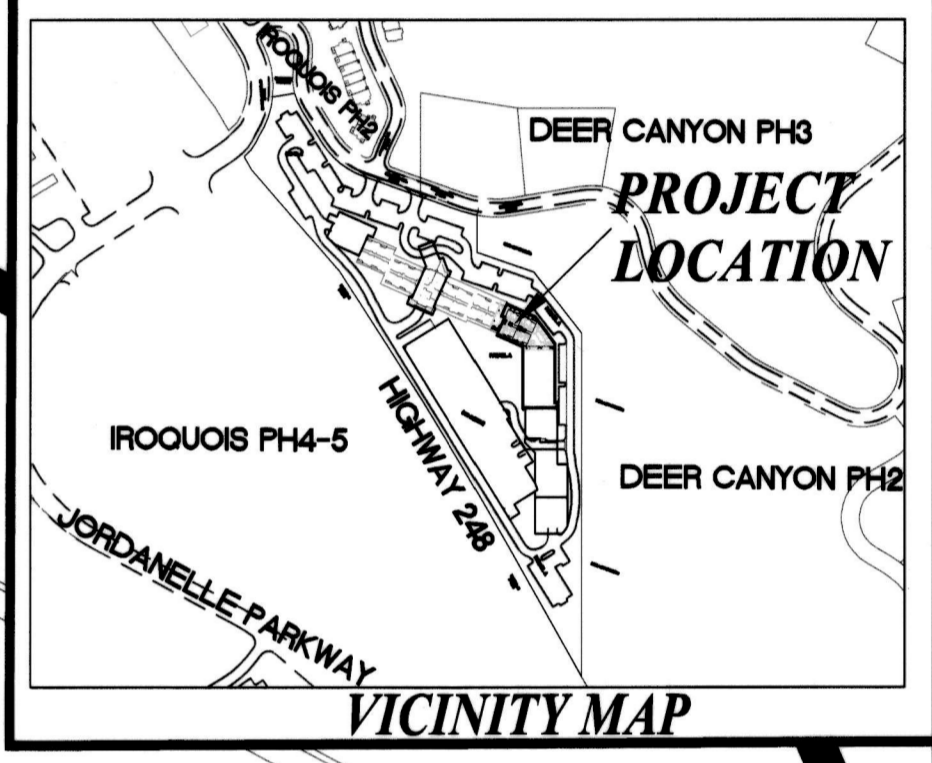 IROQUOIS PH2
DEER CANYON PH3
PROJECT
LOCATION
HIGHWAY 248
IROQUOIS PH4-5
DEER CANYON PH2
JORDANELLE PARKWAY
VICINITY MAP